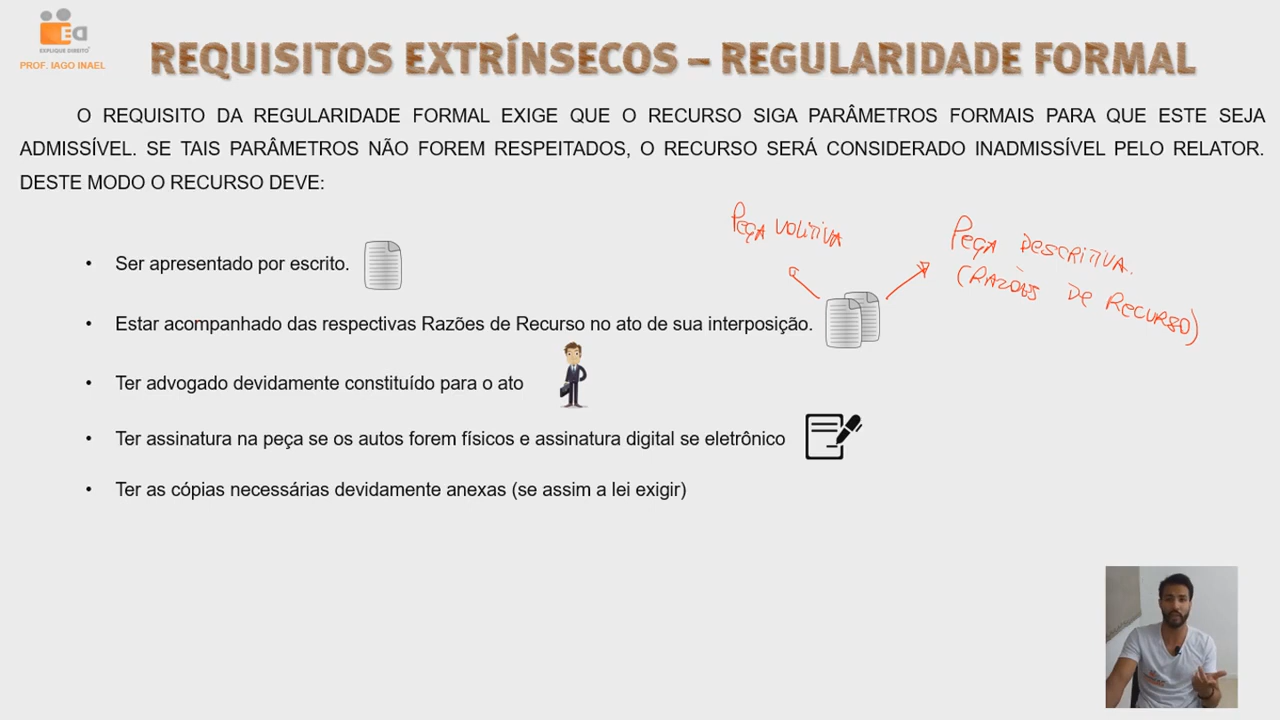 ED
EXPLIQUE DIREITO
PROF. IAGO INAEL
REQUISITOS EXTRÍNSECOS – REGULARIDADE FORMAL
O REQUISITO DA REGULARIDADE FORMAL EXIGE QUE O RECURSO SIGA PARÂMETROS FORMAIS PARA QUE ESTE SEJA
ADMISSÍVEL. SE TAIS PARÂMETROS NÃO FOREM RESPEITADOS, O RECURSO SERÁ CONSIDERADO INADMISSÍVEL PELO RELATOR.
DESTE MODO O RECURSO DEVE:
PEÇA VOLITIVA
PEÇA DESCRITIVA.
(RAZÕES DE RECURSO)
• Ser apresentado por escrito.
• Estar acompanhado das respectivas Razões de Recurso no ato de sua interposição.
• Ter advogado devidamente constituído para o ato
• Ter assinatura na peça se os autos forem físicos e assinatura digital se eletrônico
• Ter as cópias necessárias devidamente anexas (se assim a lei exigir)